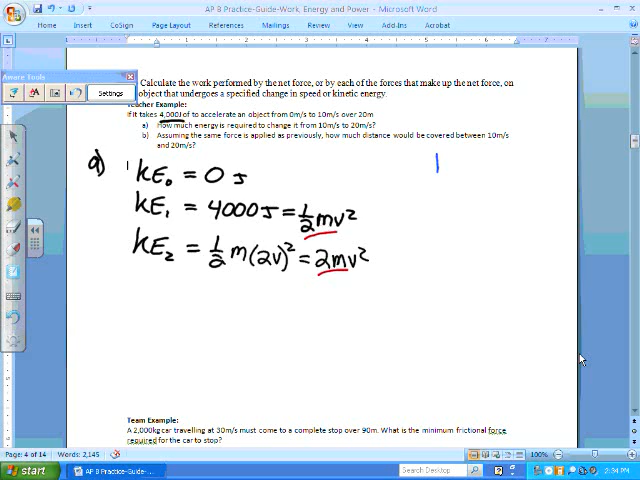 AP B Practice-Guide-Work, Energy and Power - Microsoft Word
Home
CoSign
Page Layout
References
Mailings
Review
View
Add-Ins
Acrobat
Aware Tools
Settings
Calculate the work performed by the net force, or by each of the forces that make up the net force, on
object that undergoes a specified change in speed or kinetic energy.
Teacher Example:
If it takes 4,000J of to accelerate an object from 0m/s to 10m/s over 20m
a) How much energy is required to change it from 10m/s to 20m/s?
b) Assuming the same force is applied as previously, how much distance would be covered between 10m/s
and 20m/s?
a)
KE₀ = 0 J
KE₁ = 4000 J = ½mv²
KE₂ = ½ m(2v)² = 2mv²
Team Example:
A 2,000kg car travelling at 30m/s must come to a complete stop over 90m. What is the minimum frictional force
required for the car to stop?
Page: 4 of 14
Words: 2,145
100%
start
AP B Practice-Guide-...
Search Desktop
2:34 PM